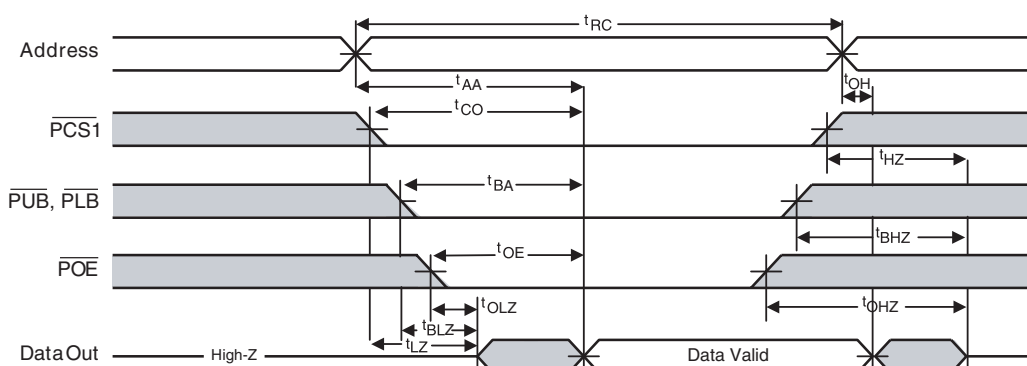 tRC
Address
tAA
tOH
tCO
PCS1
tHZ
tBA
PUB, PLB
tBHZ
tOE
POE
tOLZ
tOHZ
tBLZ
tLZ
Data Out
High-Z
Data Valid